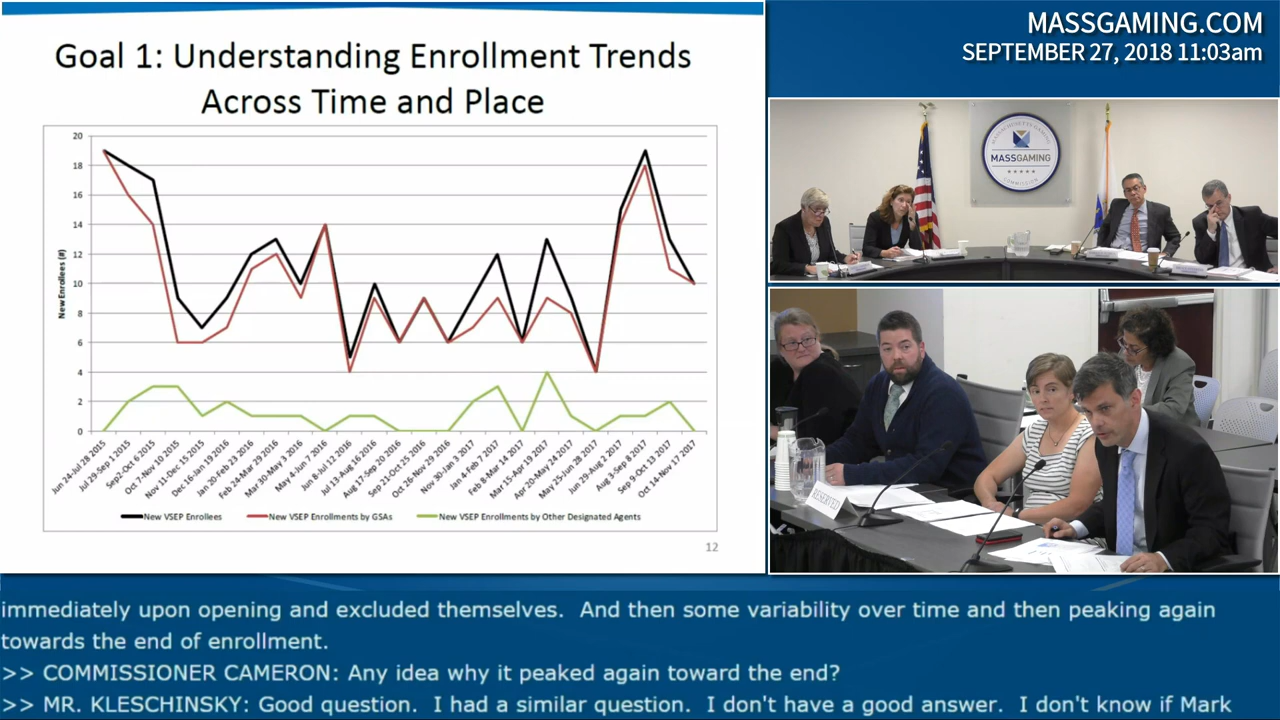 MASSGAMING.COM
SEPTEMBER 27, 2018 11:03am
Goal 1: Understanding Enrollment Trends
Across Time and Place
20
18
16
14
12
10
8
6
4
2
0
New Enrollees (#)
Jun 24-Jul 28 2015
Jul 29-Sep 1 2015
Sep2-Oct 6 2015
Oct 7-Nov 10 2015
Nov 11-Dec 15 2015
Dec 16-Jan 19 2016
Jan 20-Feb 23 2016
Feb 24-Mar 29 2016
Mar 30-May 3 2016
May 4-Jun 7 2016
Jun 8-Jul 12 2016
Jul 13-Aug 16 2016
Aug 17-Sep 20 2016
Sep 21-Oct 25 2016
Oct 26-Nov 29 2016
Nov 30-Jan 3 2017
Jan 4-Feb 7 2017
Feb 8-Mar 14 2017
Mar 15-Apr 19 2017
Apr 20-May 24 2017
May 25-Jun 28 2017
Jun 29-Aug 2 2017
Aug 3-Sep 8 2017
Sep 9-Oct 13 2017
Oct 14-Nov 17 2017
New VSEP Enrollees
New VSEP Enrollments by GSAs
New VSEP Enrollments by Other Designated Agents
12
MASSACHUSETTS GAMING
MASSGAMING
COMMISSION
RESERVED
immediately upon opening and excluded themselves.  And then some variability over time and then peaking again
towards the end of enrollment.
>> COMMISSIONER CAMERON: Any idea why it peaked again toward the end?
>> MR. KLESCHINSKY: Good question.  I had a similar question.  I don't have a good answer.  I don't know if Mark